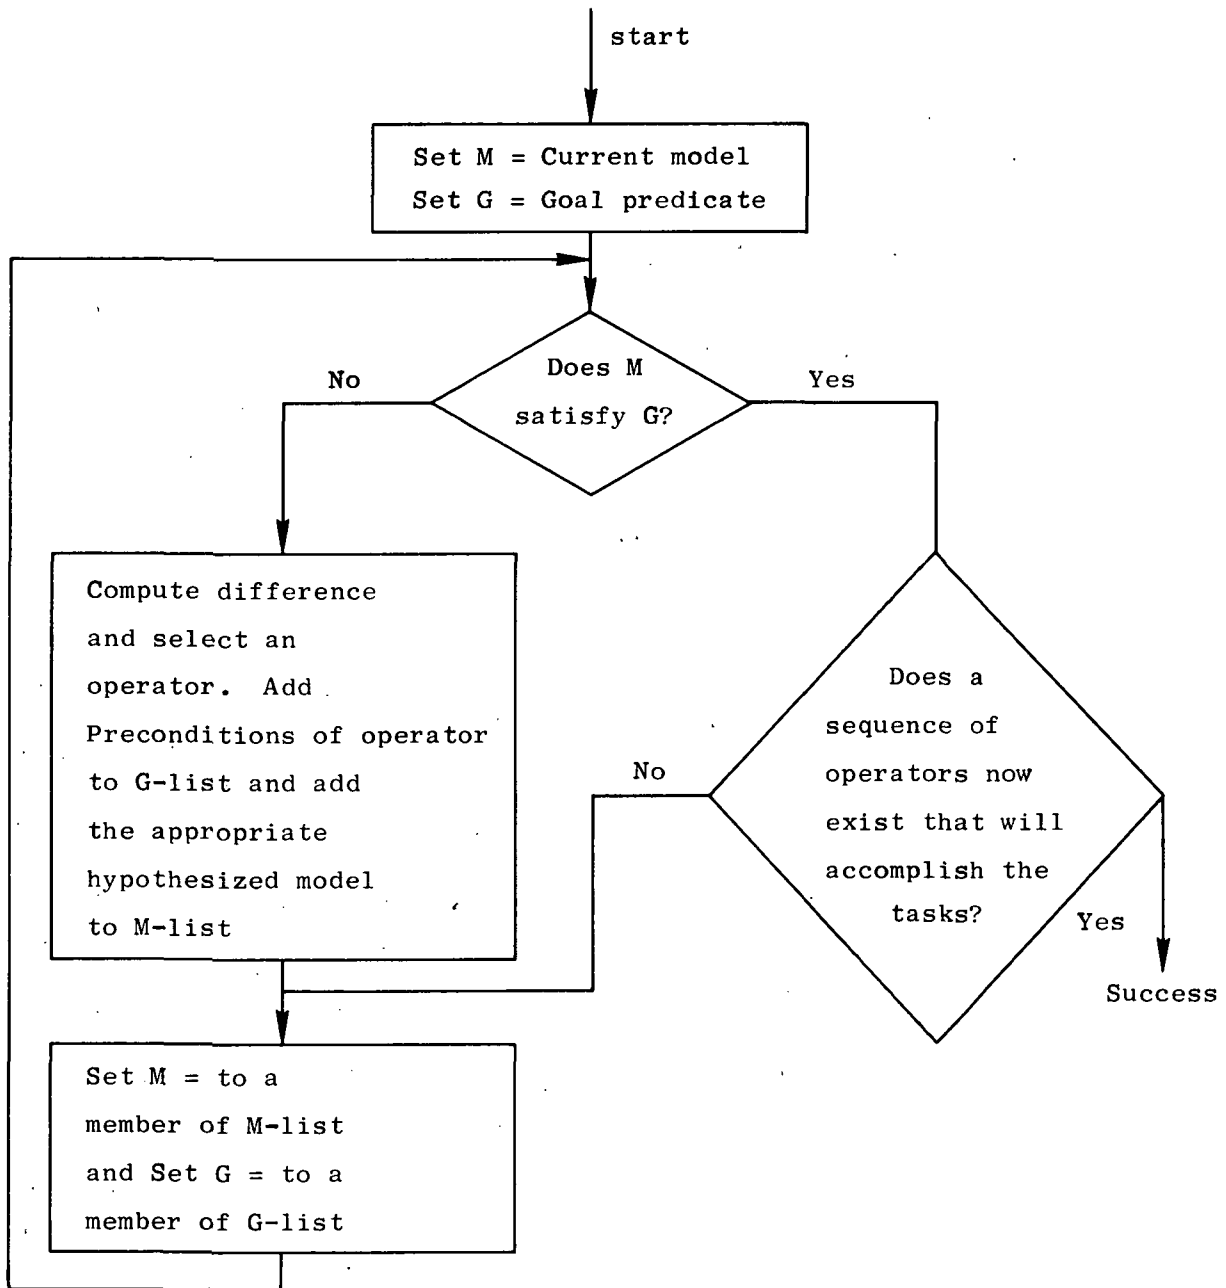 start
Set M = Current model
Set G = Goal predicate
Does M
satisfy G?
No
Yes
Compute difference
and select an
operator. Add
Preconditions of operator
to G-list and add
the appropriate
hypothesized model
to M-list
Does a
sequence of
operators now
exist that will
accomplish the
tasks?
No
Yes
Success
Set M = to a
member of M-list
and Set G = to a
member of G-list